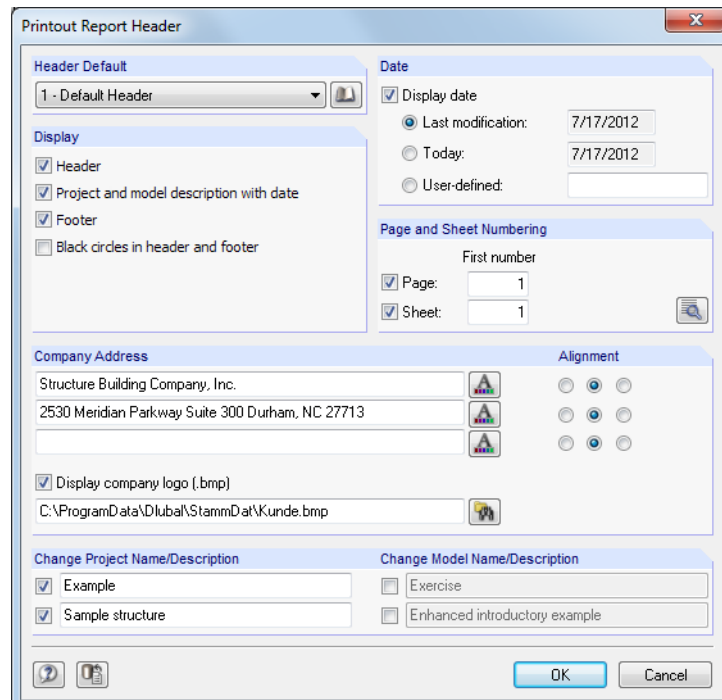 Printout Report Header
Header Default
1 - Default Header
Display
Header
Project and model description with date
Footer
Black circles in header and footer
Date
Display date
Last modification: 7/17/2012
Today: 7/17/2012
User-defined:
Page and Sheet Numbering
First number
Page: 1
Sheet: 1
Company Address Alignment
Structure Building Company, Inc.
2530 Meridian Parkway Suite 300 Durham, NC 27713
Display company logo (.bmp)
C:\ProgramData\Dlubal\StammDat\Kunde.bmp
Change Project Name/Description
Example
Sample structure
Change Model Name/Description
Exercise
Enhanced introductory example
OK Cancel